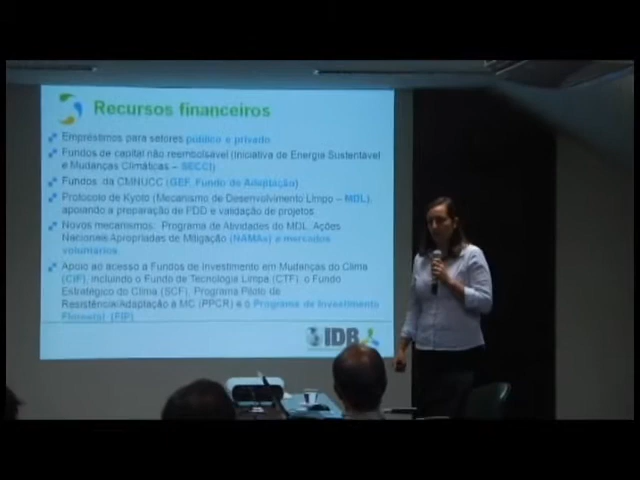 Recursos financeiros
Empréstimos para setores público e privado
Fundos de capital não reembolsável (Iniciativa de Energia Sustentável
e Mudanças Climáticas – SECCI)
Fundos da CMNUCC (GEF, Fundo de Adaptação)
Protocolo de Kyoto (Mecanismo de Desenvolvimento Limpo – MDL),
apoiando a preparação de PDD e validação de projetos
Novos mecanismos: Programa de Atividades do MDL, Ações
Nacionais Apropriadas de Mitigação (NAMAs) e mercados
voluntários
Apoio ao acesso a Fundos de Investimento em Mudanças do Clima
(CIF), incluindo o Fundo de Tecnologia Limpa (CTF), o Fundo
Estratégico do Clima (SCF), Programa Piloto de
Resistência/Adaptação a MC (PPCR) e o Programa de Investimento
Florestal (FIP)
IDB